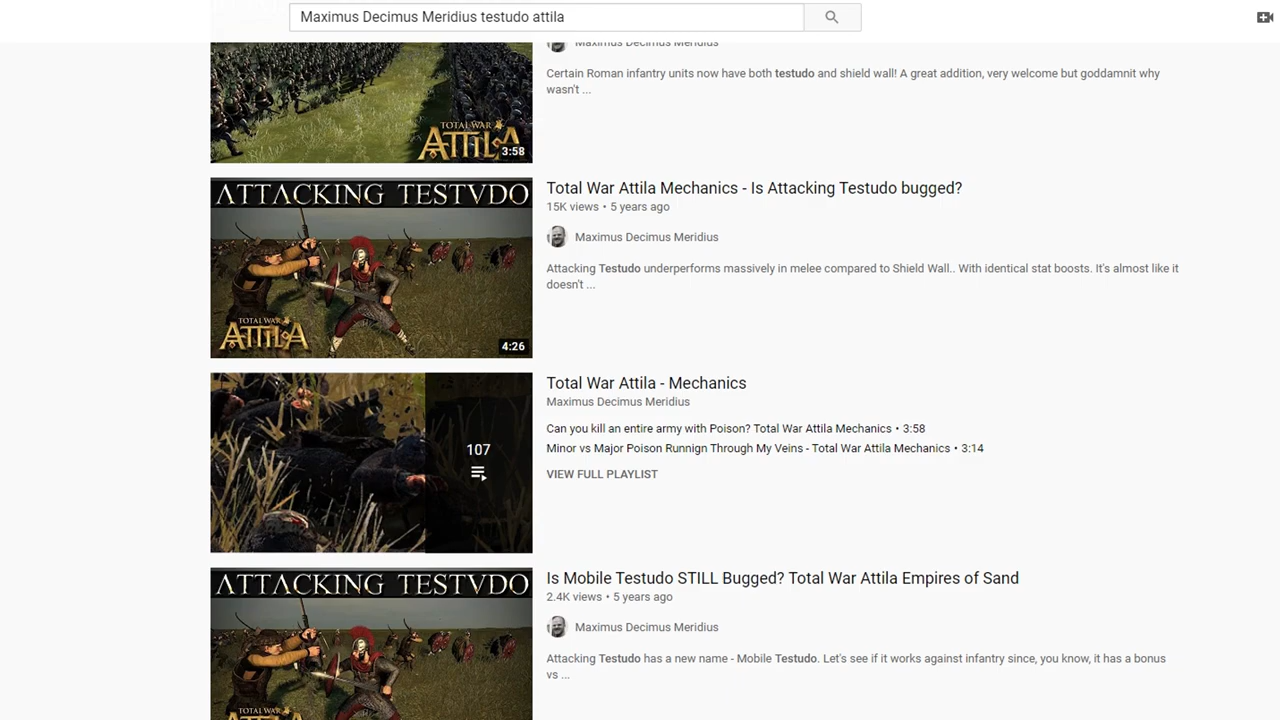 Maximus Decimus Meridius testudo attila
Maximus Decimus Meridius
Certain Roman infantry units now have both testudo and shield wall! A great addition, very welcome but goddamnit why
wasn't ...
TOTAL WAR
ATTILA
3:58
ATTACKING TESTVDO
TOTAL WAR
ATTILA
4:26
Total War Attila Mechanics - Is Attacking Testudo bugged?
15K views • 5 years ago
Maximus Decimus Meridius
Attacking Testudo underperforms massively in melee compared to Shield Wall.. With identical stat boosts. It's almost like it
doesn't ...
107
Total War Attila - Mechanics
Maximus Decimus Meridius
Can you kill an entire army with Poison? Total War Attila Mechanics • 3:58
Minor vs Major Poison Runnign Through My Veins - Total War Attila Mechanics • 3:14
VIEW FULL PLAYLIST
ATTACKING TESTVDO
TOTAL WAR
Is Mobile Testudo STILL Bugged? Total War Attila Empires of Sand
2.4K views • 5 years ago
Maximus Decimus Meridius
Attacking Testudo has a new name - Mobile Testudo. Let's see if it works against infantry since, you know, it has a bonus
vs ...